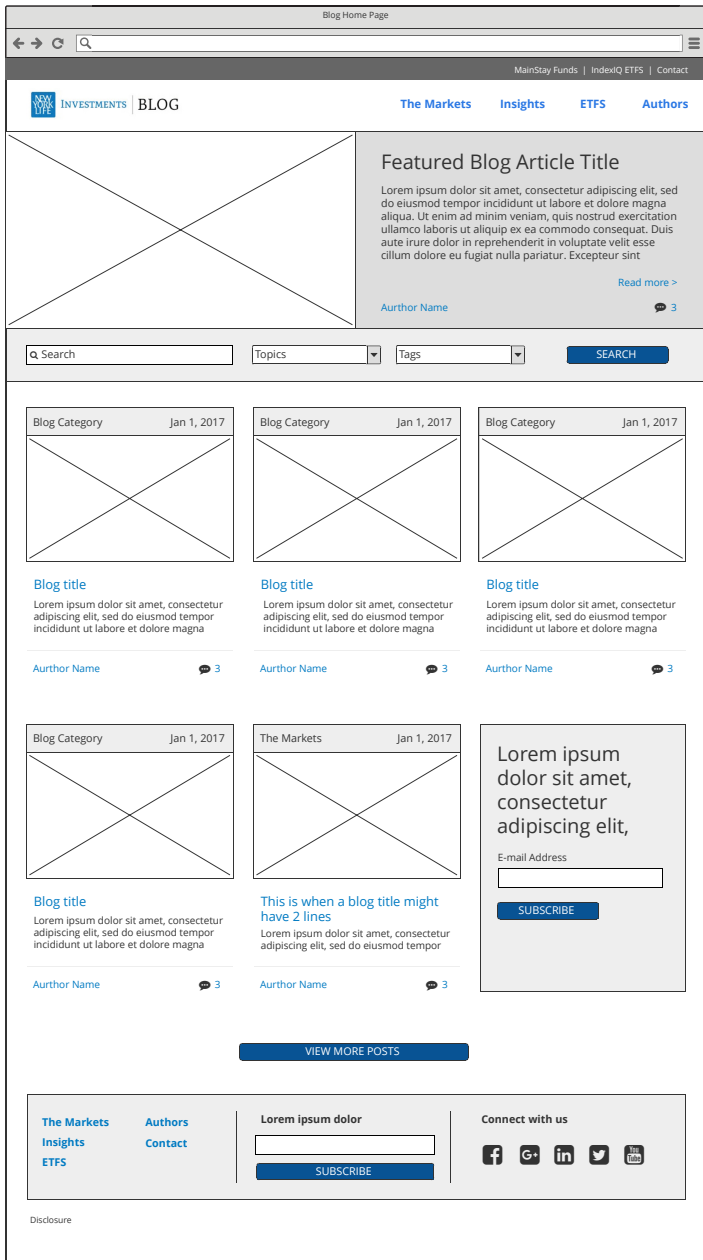 Blog Home Page
MainStay Funds | IndexIQ ETFS | Contact
NEW YORK LIFE INVESTMENTS BLOG
The Markets Insights ETFS Authors
Featured Blog Article Title
Lorem ipsum dolor sit amet, consectetur adipiscing elit, sed
do eiusmod tempor incididunt ut labore et dolore magna
aliqua. Ut enim ad minim veniam, quis nostrud exercitation
ullamco laboris ut aliquip ex ea commodo consequat. Duis
aute irure dolor in reprehenderit in voluptate velit esse
cillum dolore eu fugiat nulla pariatur. Excepteur sint
Read more >
Aurthor Name 3
Search Topics Tags SEARCH
Blog Category Jan 1, 2017
Blog title
Lorem ipsum dolor sit amet, consectetur
adipiscing elit, sed do eiusmod tempor
incididunt ut labore et dolore magna
Aurthor Name 3
Blog Category Jan 1, 2017
Blog title
Lorem ipsum dolor sit amet, consectetur
adipiscing elit, sed do eiusmod tempor
incididunt ut labore et dolore magna
Aurthor Name 3
Blog Category Jan 1, 2017
Blog title
Lorem ipsum dolor sit amet, consectetur
adipiscing elit, sed do eiusmod tempor
incididunt ut labore et dolore magna
Aurthor Name 3
Blog Category Jan 1, 2017
Blog title
Lorem ipsum dolor sit amet, consectetur
adipiscing elit, sed do eiusmod tempor
incididunt ut labore et dolore magna
Aurthor Name 3
The Markets Jan 1, 2017
This is when a blog title might
have 2 lines
Lorem ipsum dolor sit amet, consectetur
adipiscing elit, sed do eiusmod tempor
Aurthor Name 3
Lorem ipsum
dolor sit amet,
consectetur
adipiscing elit,
E-mail Address
SUBSCRIBE
VIEW MORE POSTS
The Markets
Insights
ETFS
Authors
Contact
Lorem ipsum dolor
SUBSCRIBE
Connect with us
f G+ in You Tube
Disclosure